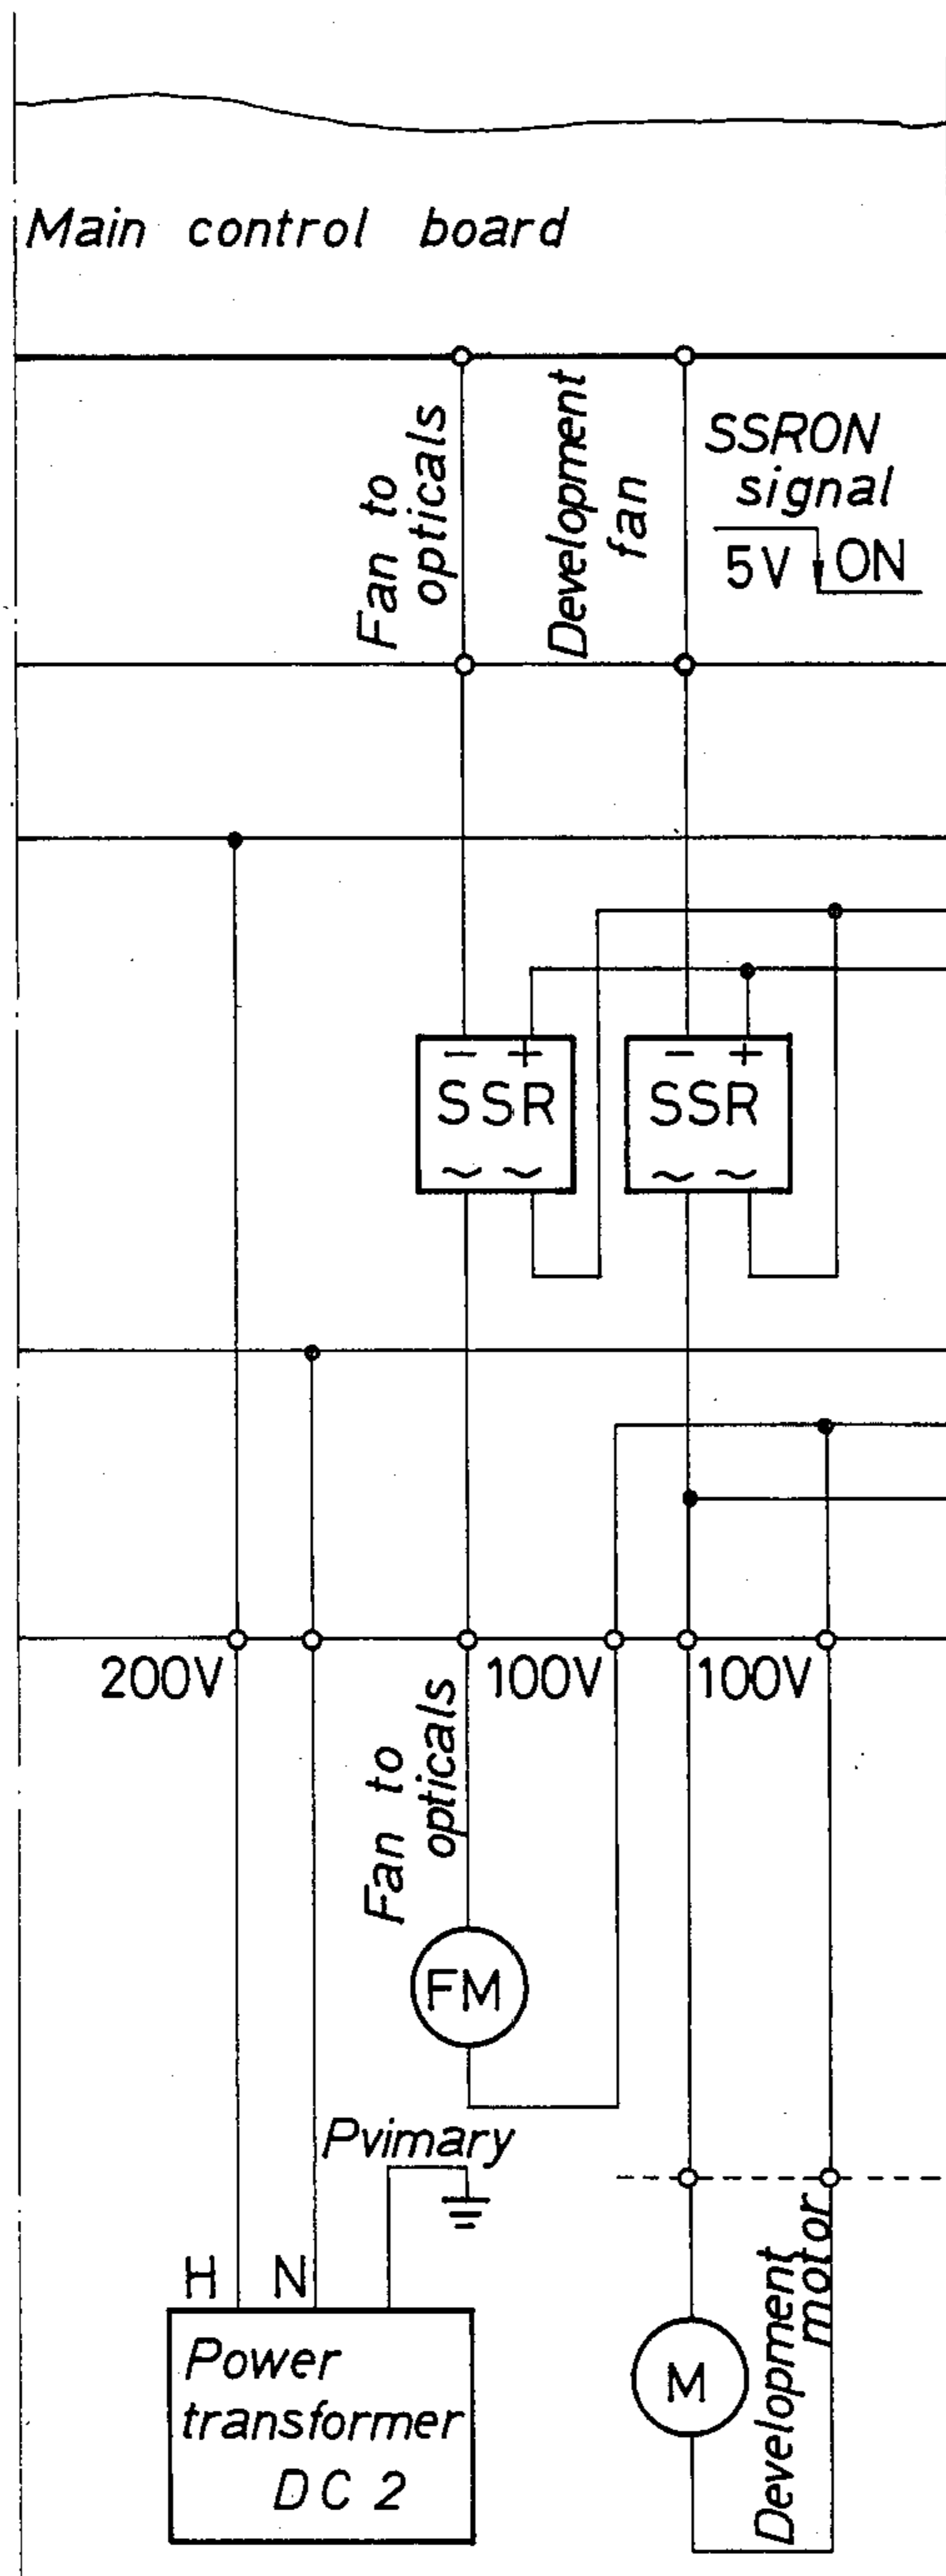 Main control board
Fan to
opticals
Development
fan
SSRON
signal
5V ON
- +
SSR
~ ~
- +
SSR
~ ~
200V
100V
100V
Fan to
opticals
FM
Pvimary
H N
Power
transformer
DC 2
M
Development
motor